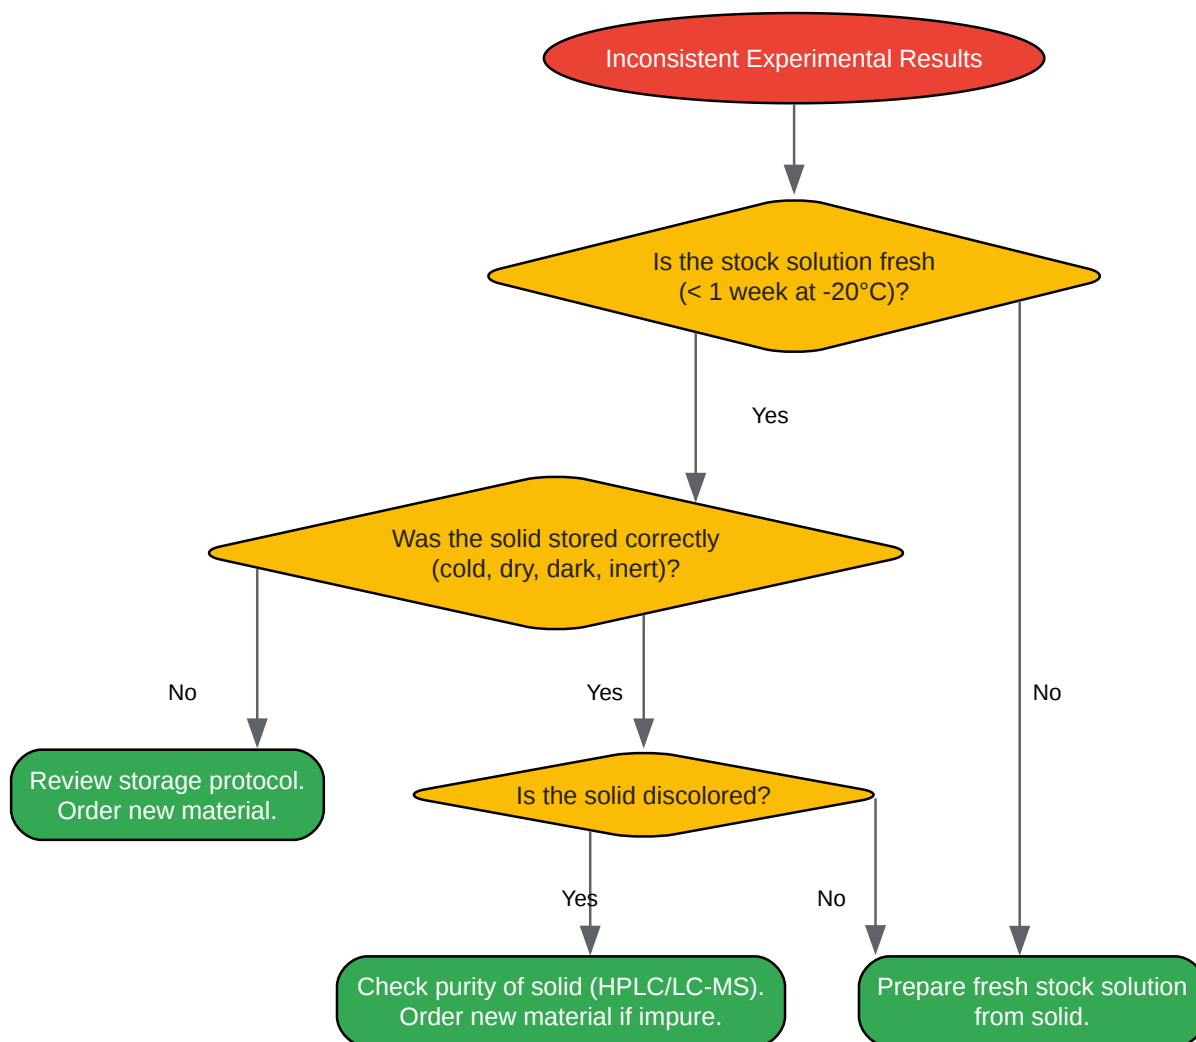 Inconsistent Experimental Results
Is the stock solution fresh
(< 1 week at -20°C)?
Yes
Was the solid stored correctly
(cold, dry, dark, inert)?
No
Yes
No
Review storage protocol.
Order new material.
Is the solid discolored?
Yes
No
Check purity of solid (HPLC/LC-MS).
Order new material if impure.
Prepare fresh stock solution
from solid.